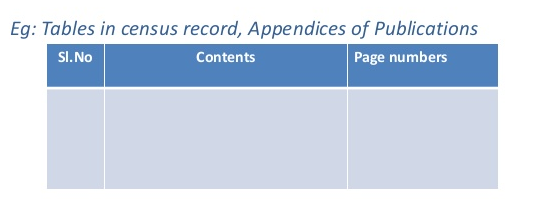 Eg: Tables in census record, Appendices of Publications
Sl.No Contents Page numbers